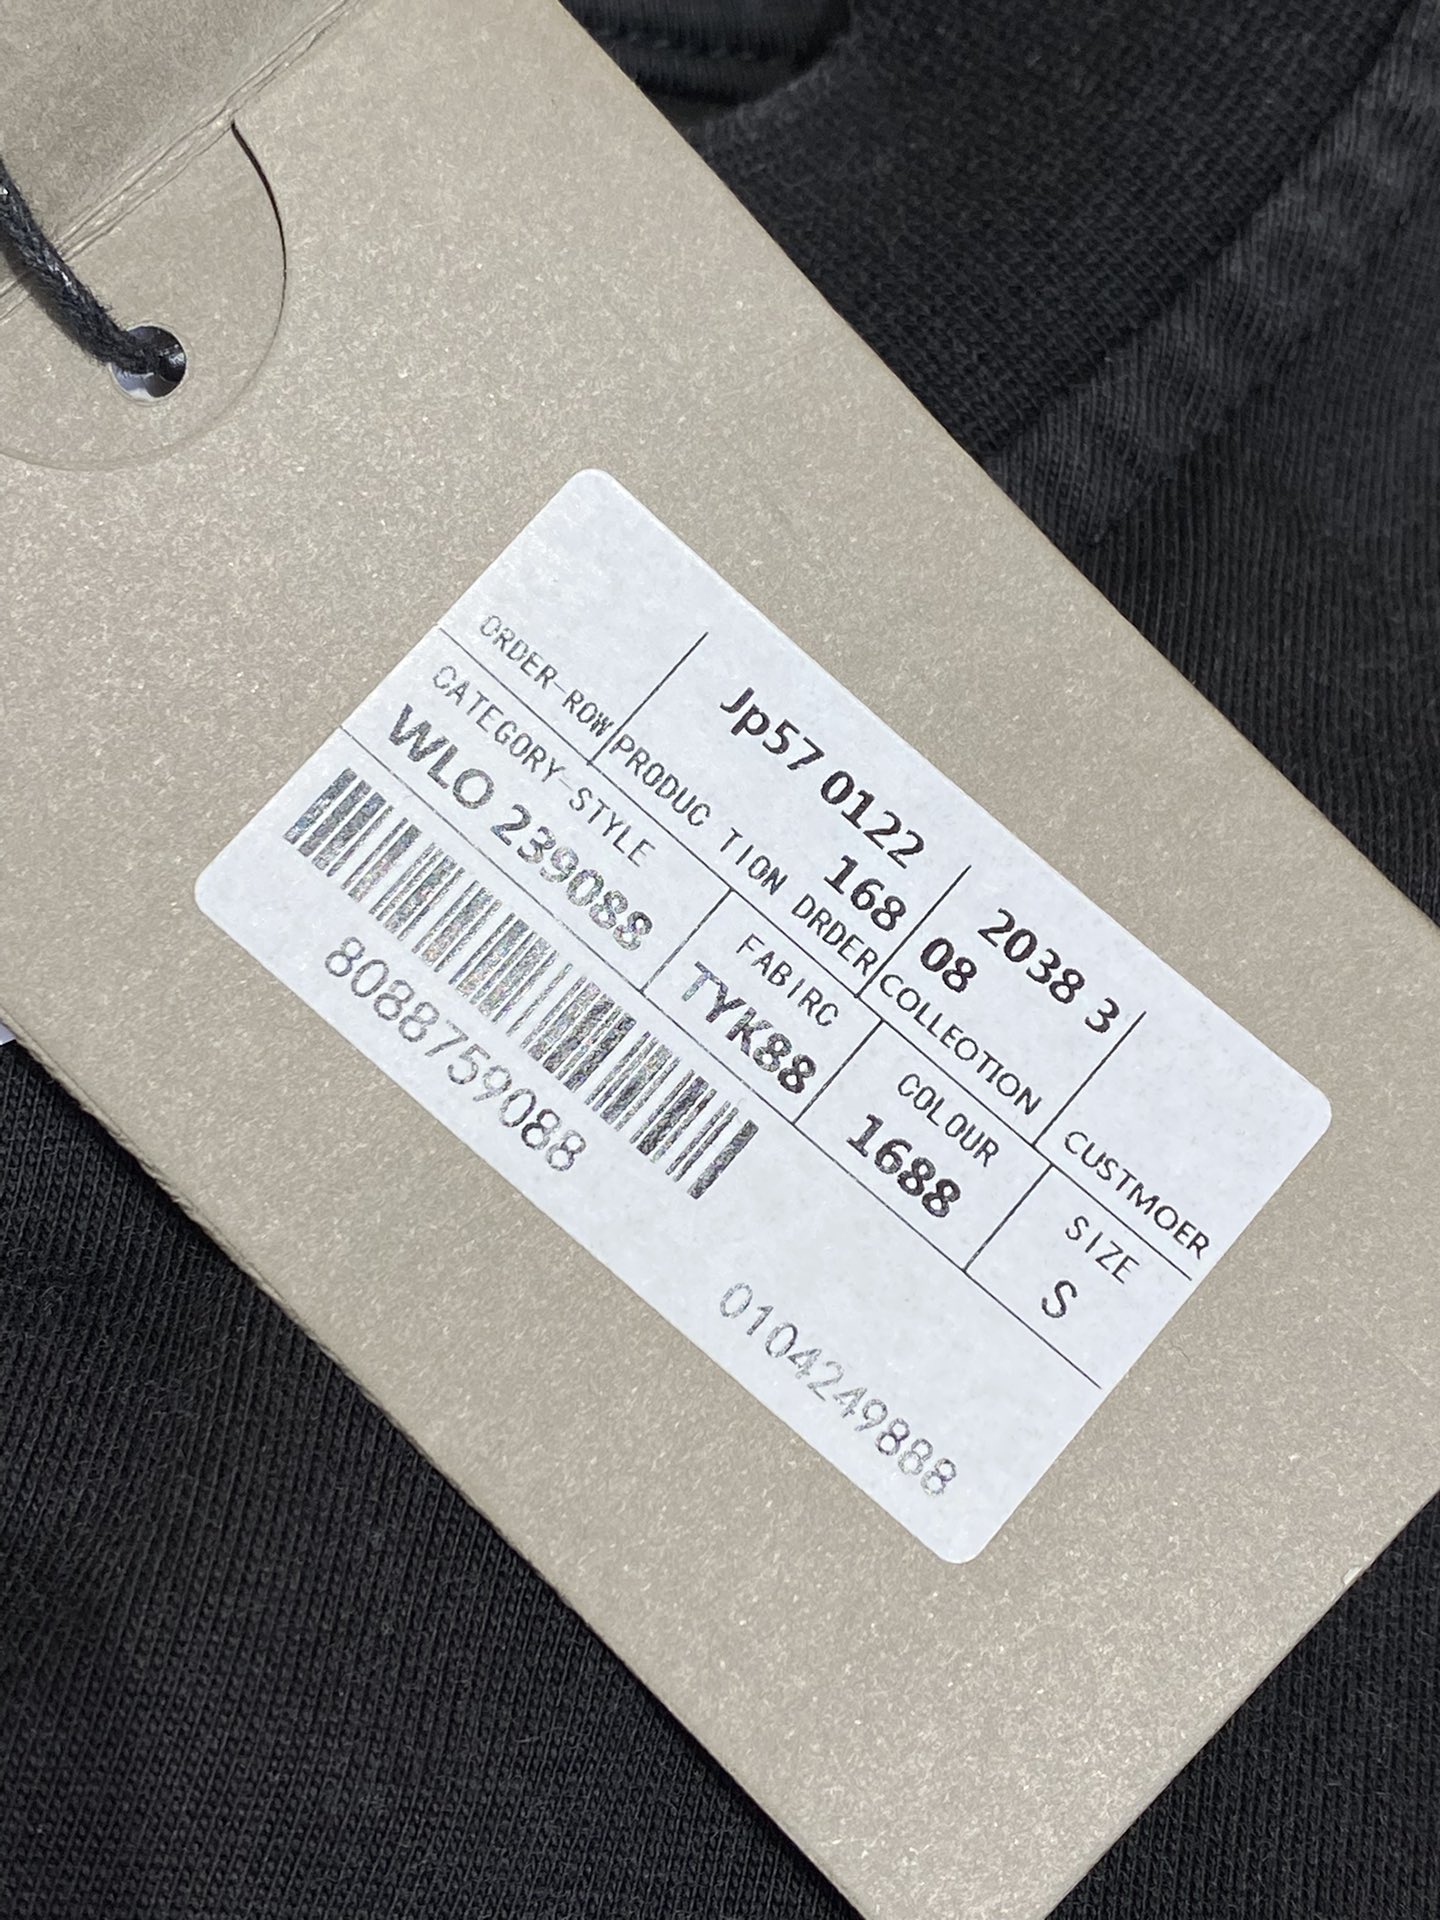 Jp57 0122 2038 3
168 08
ORDER-ROW PRODUC TION DRDER COLLEOTION CUSTMOER
CATEGORY-STYLE FABIRC COLOUR SIZE
WLO 239088 TYK88 1688 S
8088759088 0104249888